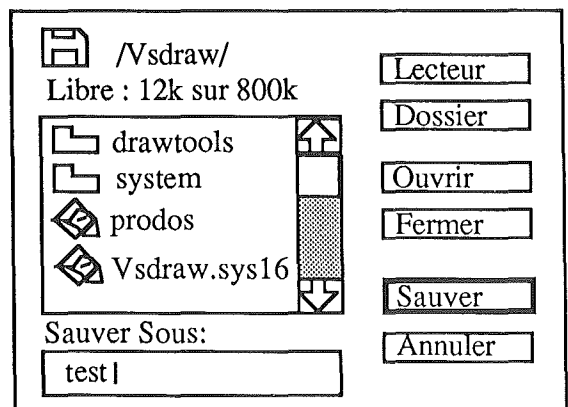 /Vsdraw/
Libre : 12k sur 800k
drawtools
system
prodos
Vsdraw.sys16
Sauver Sous:
test
Lecteur
Dossier
Ouvrir
Fermer
Sauver
Annuler